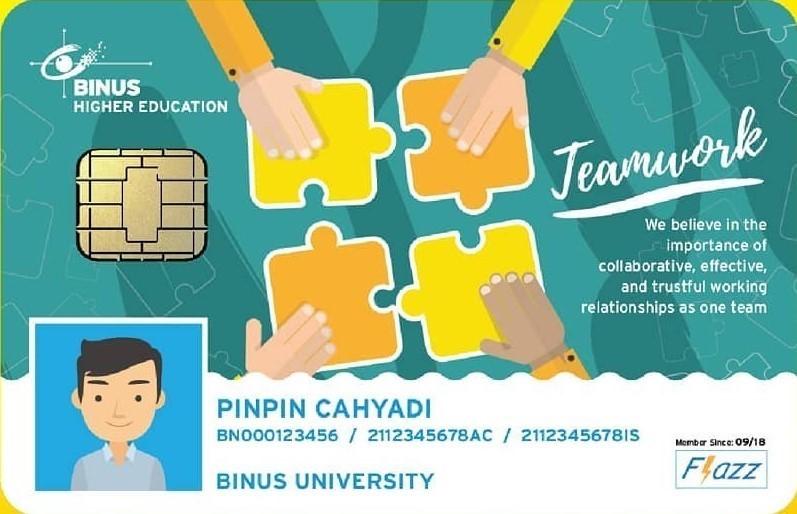 BINUS
HIGHER EDUCATION
Teamwork
We believe in the
importance of
collaborative, effective,
and trustful working
relationships as one team
PINPIN CAHYADI
BN000123456 / 2112345678AC / 2112345678IS
BINUS UNIVERSITY
Member Since: 09/18
Flazz